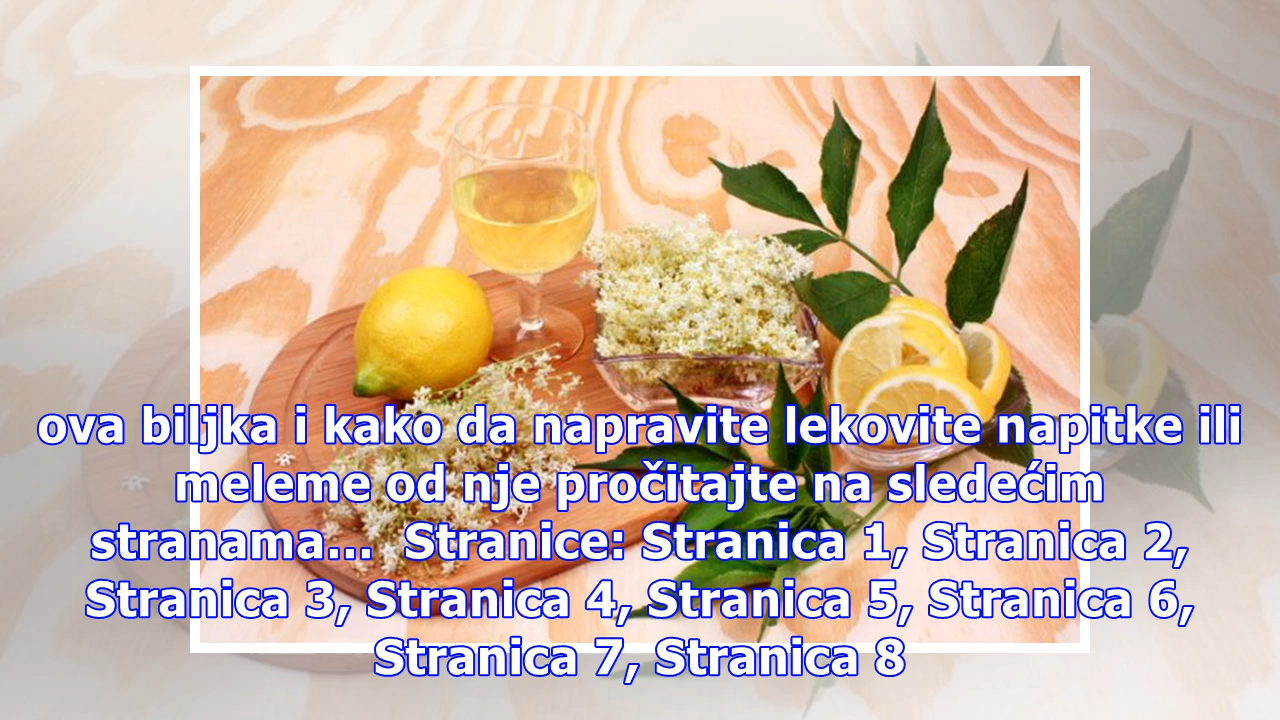 ova biljka i kako da napravite lekovite napitke ili
meleme od nje pročitajte na sledećim
stranama...  Stranice: Stranica 1, Stranica 2,
Stranica 3, Stranica 4, Stranica 5, Stranica 6,
Stranica 7, Stranica 8